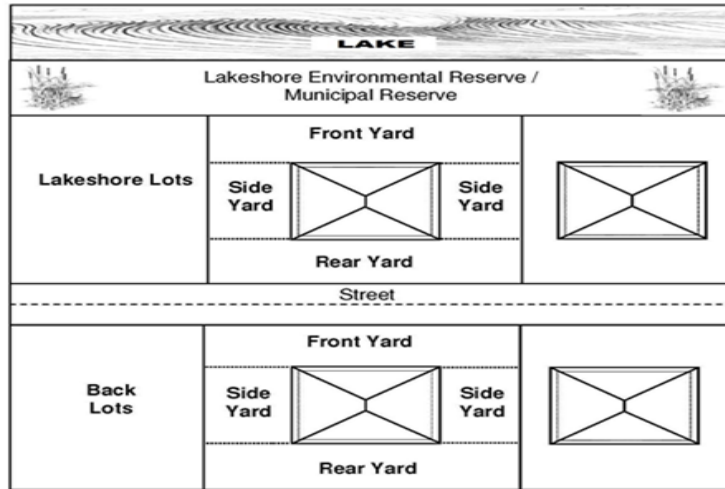 LAKE
Lakeshore Environmental Reserve /
Municipal Reserve
Front Yard
Lakeshore Lots
Side
Yard
Side
Yard
Rear Yard
Street
Front Yard
Back
Lots
Side
Yard
Side
Yard
Rear Yard